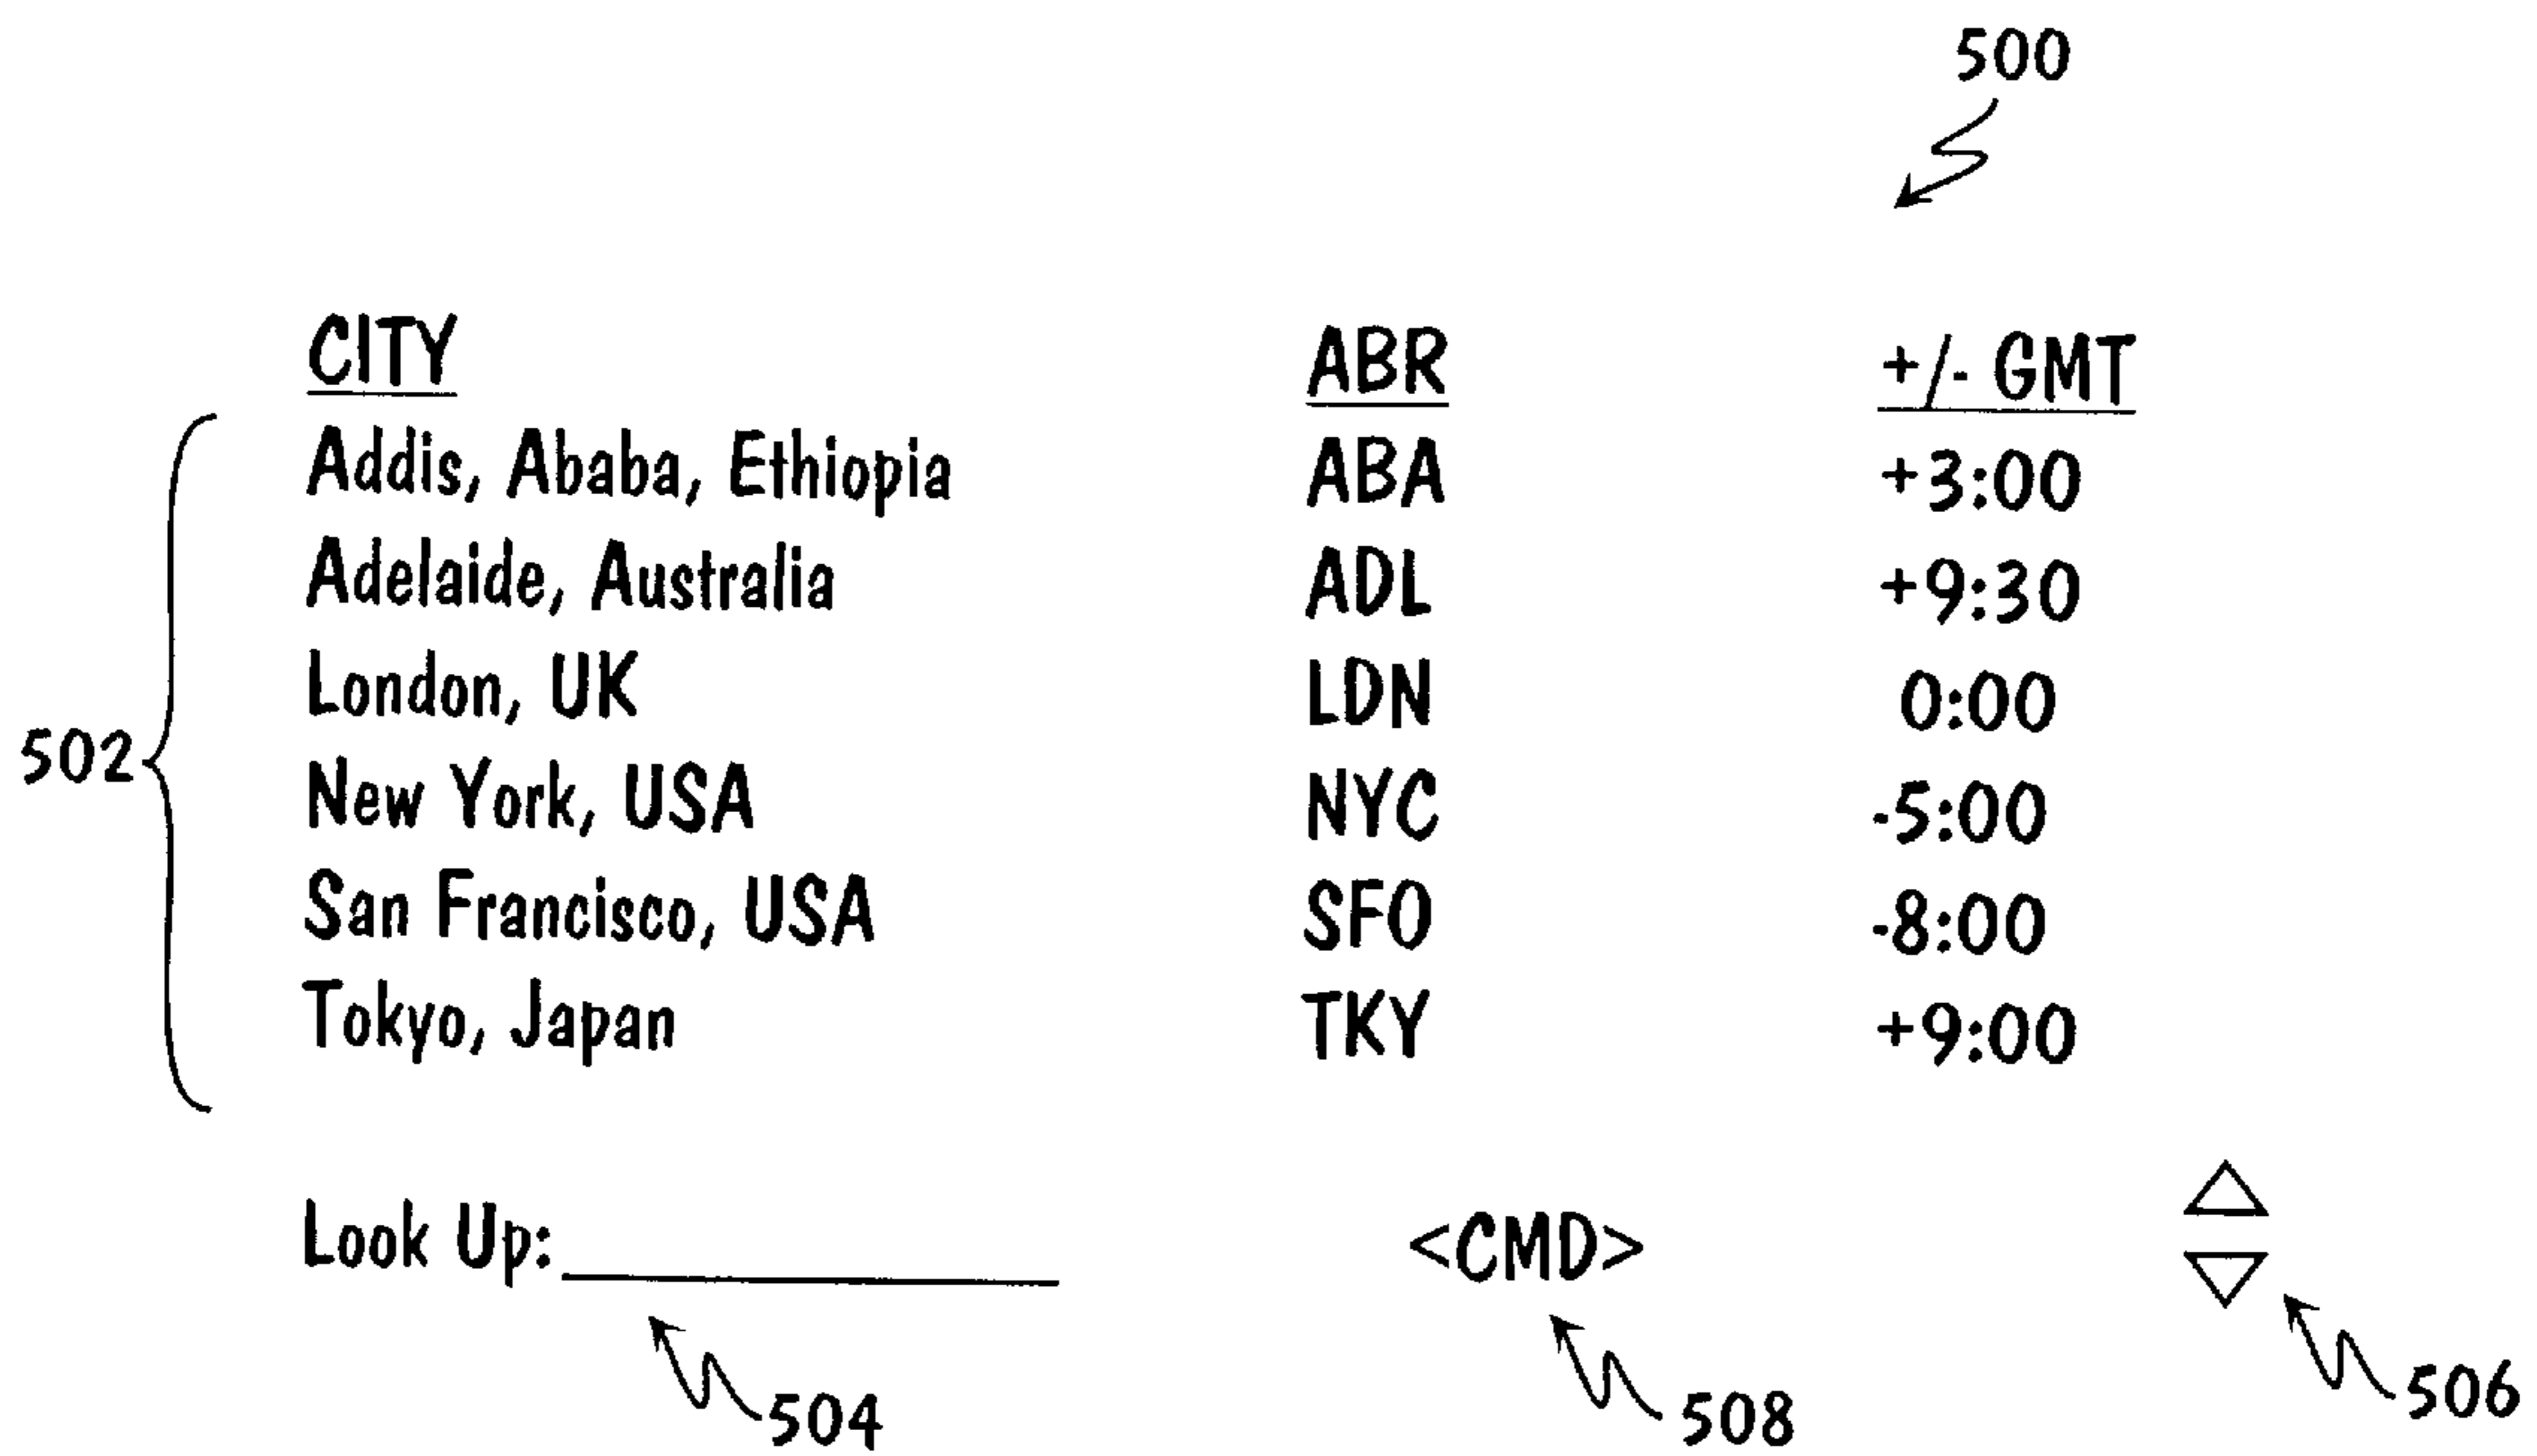 500
CITY ABR +/- GMT
Addis, Ababa, Ethiopia ABA +3:00
Adelaide, Australia ADL +9:30
London, UK LDN 0:00
502 New York, USA NYC -5:00
San Francisco, USA SFO -8:00
Tokyo, Japan TKY +9:00
Look Up: <CMD>
504 508 506